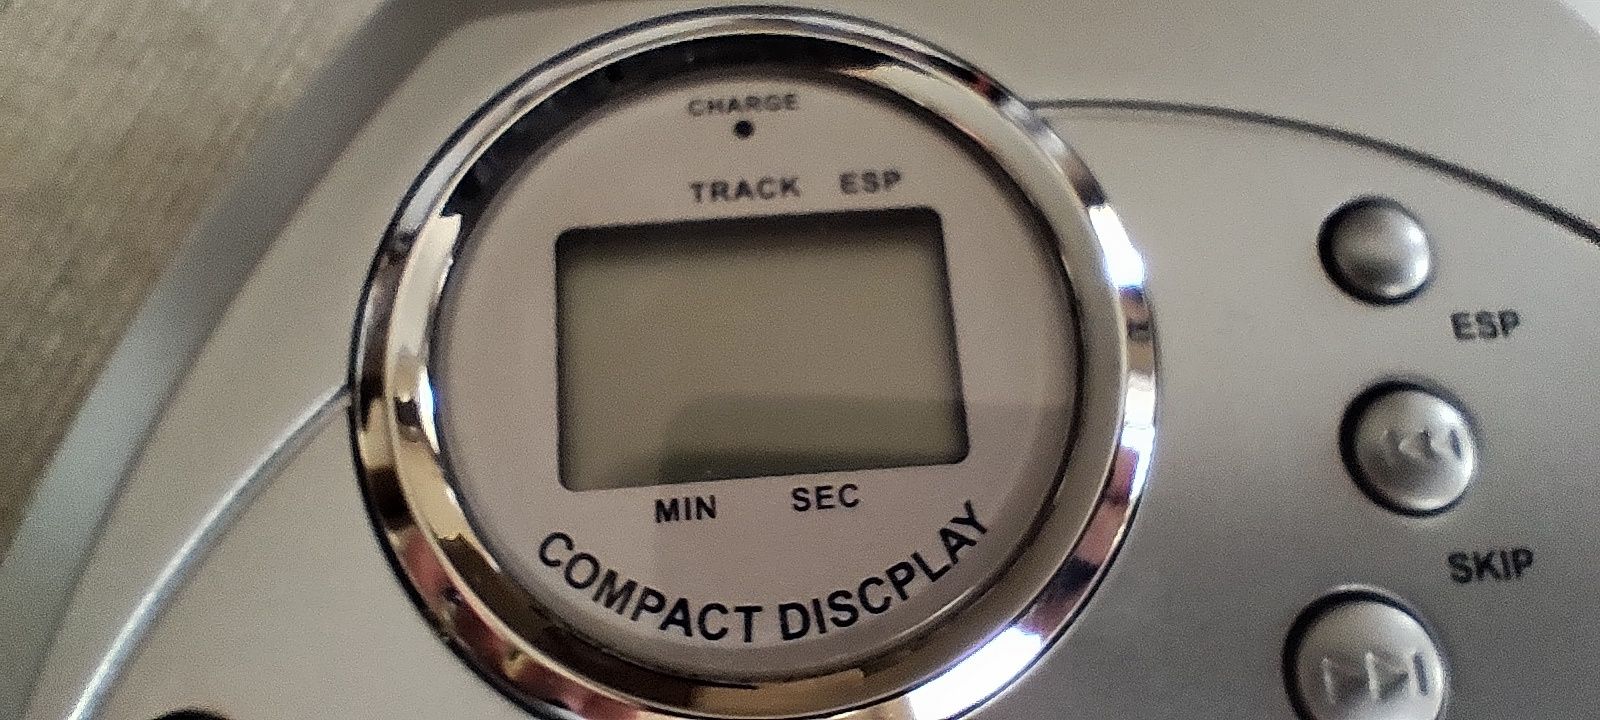 CHARGE
TRACK ESP
MIN SEC
COMPACT DISCPLAY
ESP
SKIP